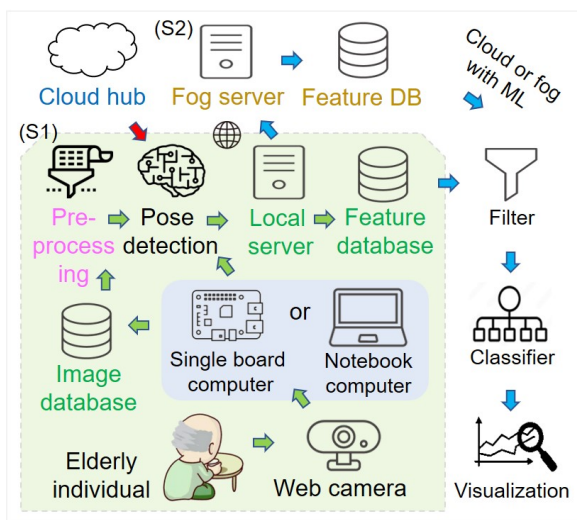 (S2)
Cloud hub
Fog server
Feature DB
Cloud or fog
with ML
(S1)
Pre-
process
ing
Pose
detection
Local
server
Feature
database
Filter
or
Single board
computer
Notebook
computer
Classifier
Image
database
Elderly
individual
Web camera
Visualization